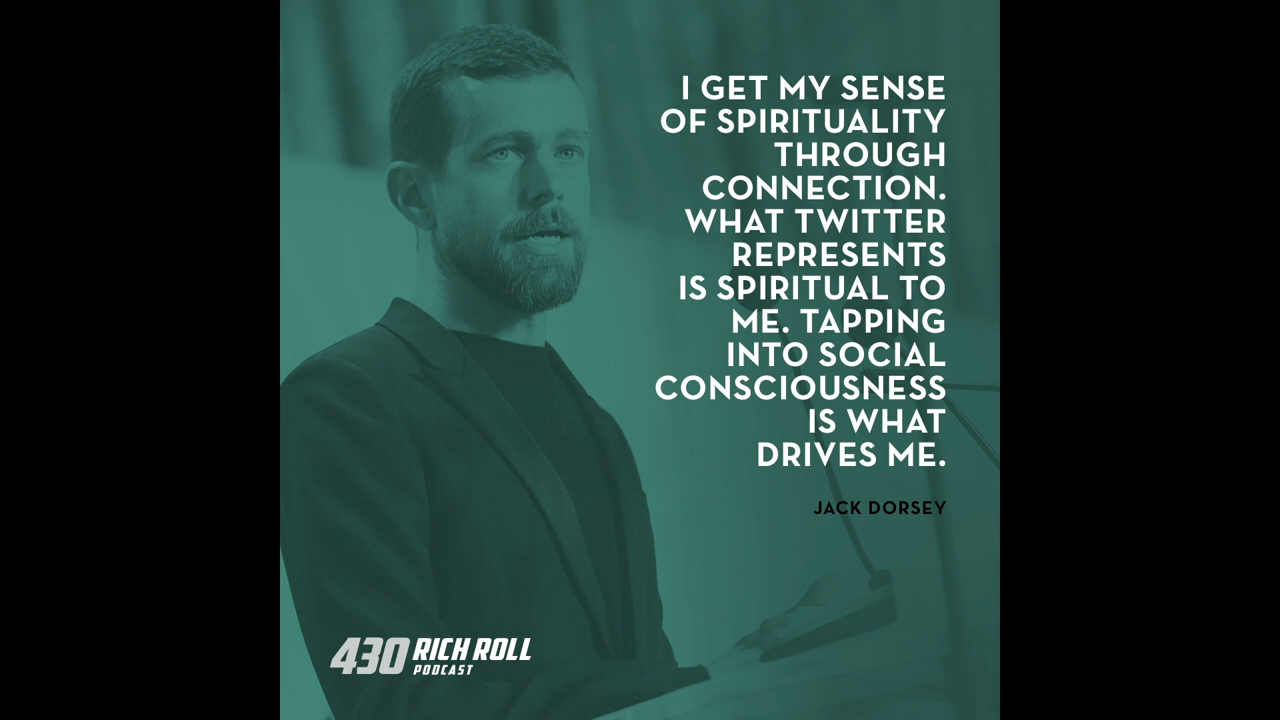 I GET MY SENSE
OF SPIRITUALITY
THROUGH
CONNECTION.
WHAT TWITTER
REPRESENTS
IS SPIRITUAL TO
ME. TAPPING
INTO SOCIAL
CONSCIOUSNESS
IS WHAT
DRIVES ME.
JACK DORSEY
430 RICH ROLL
PODCAST